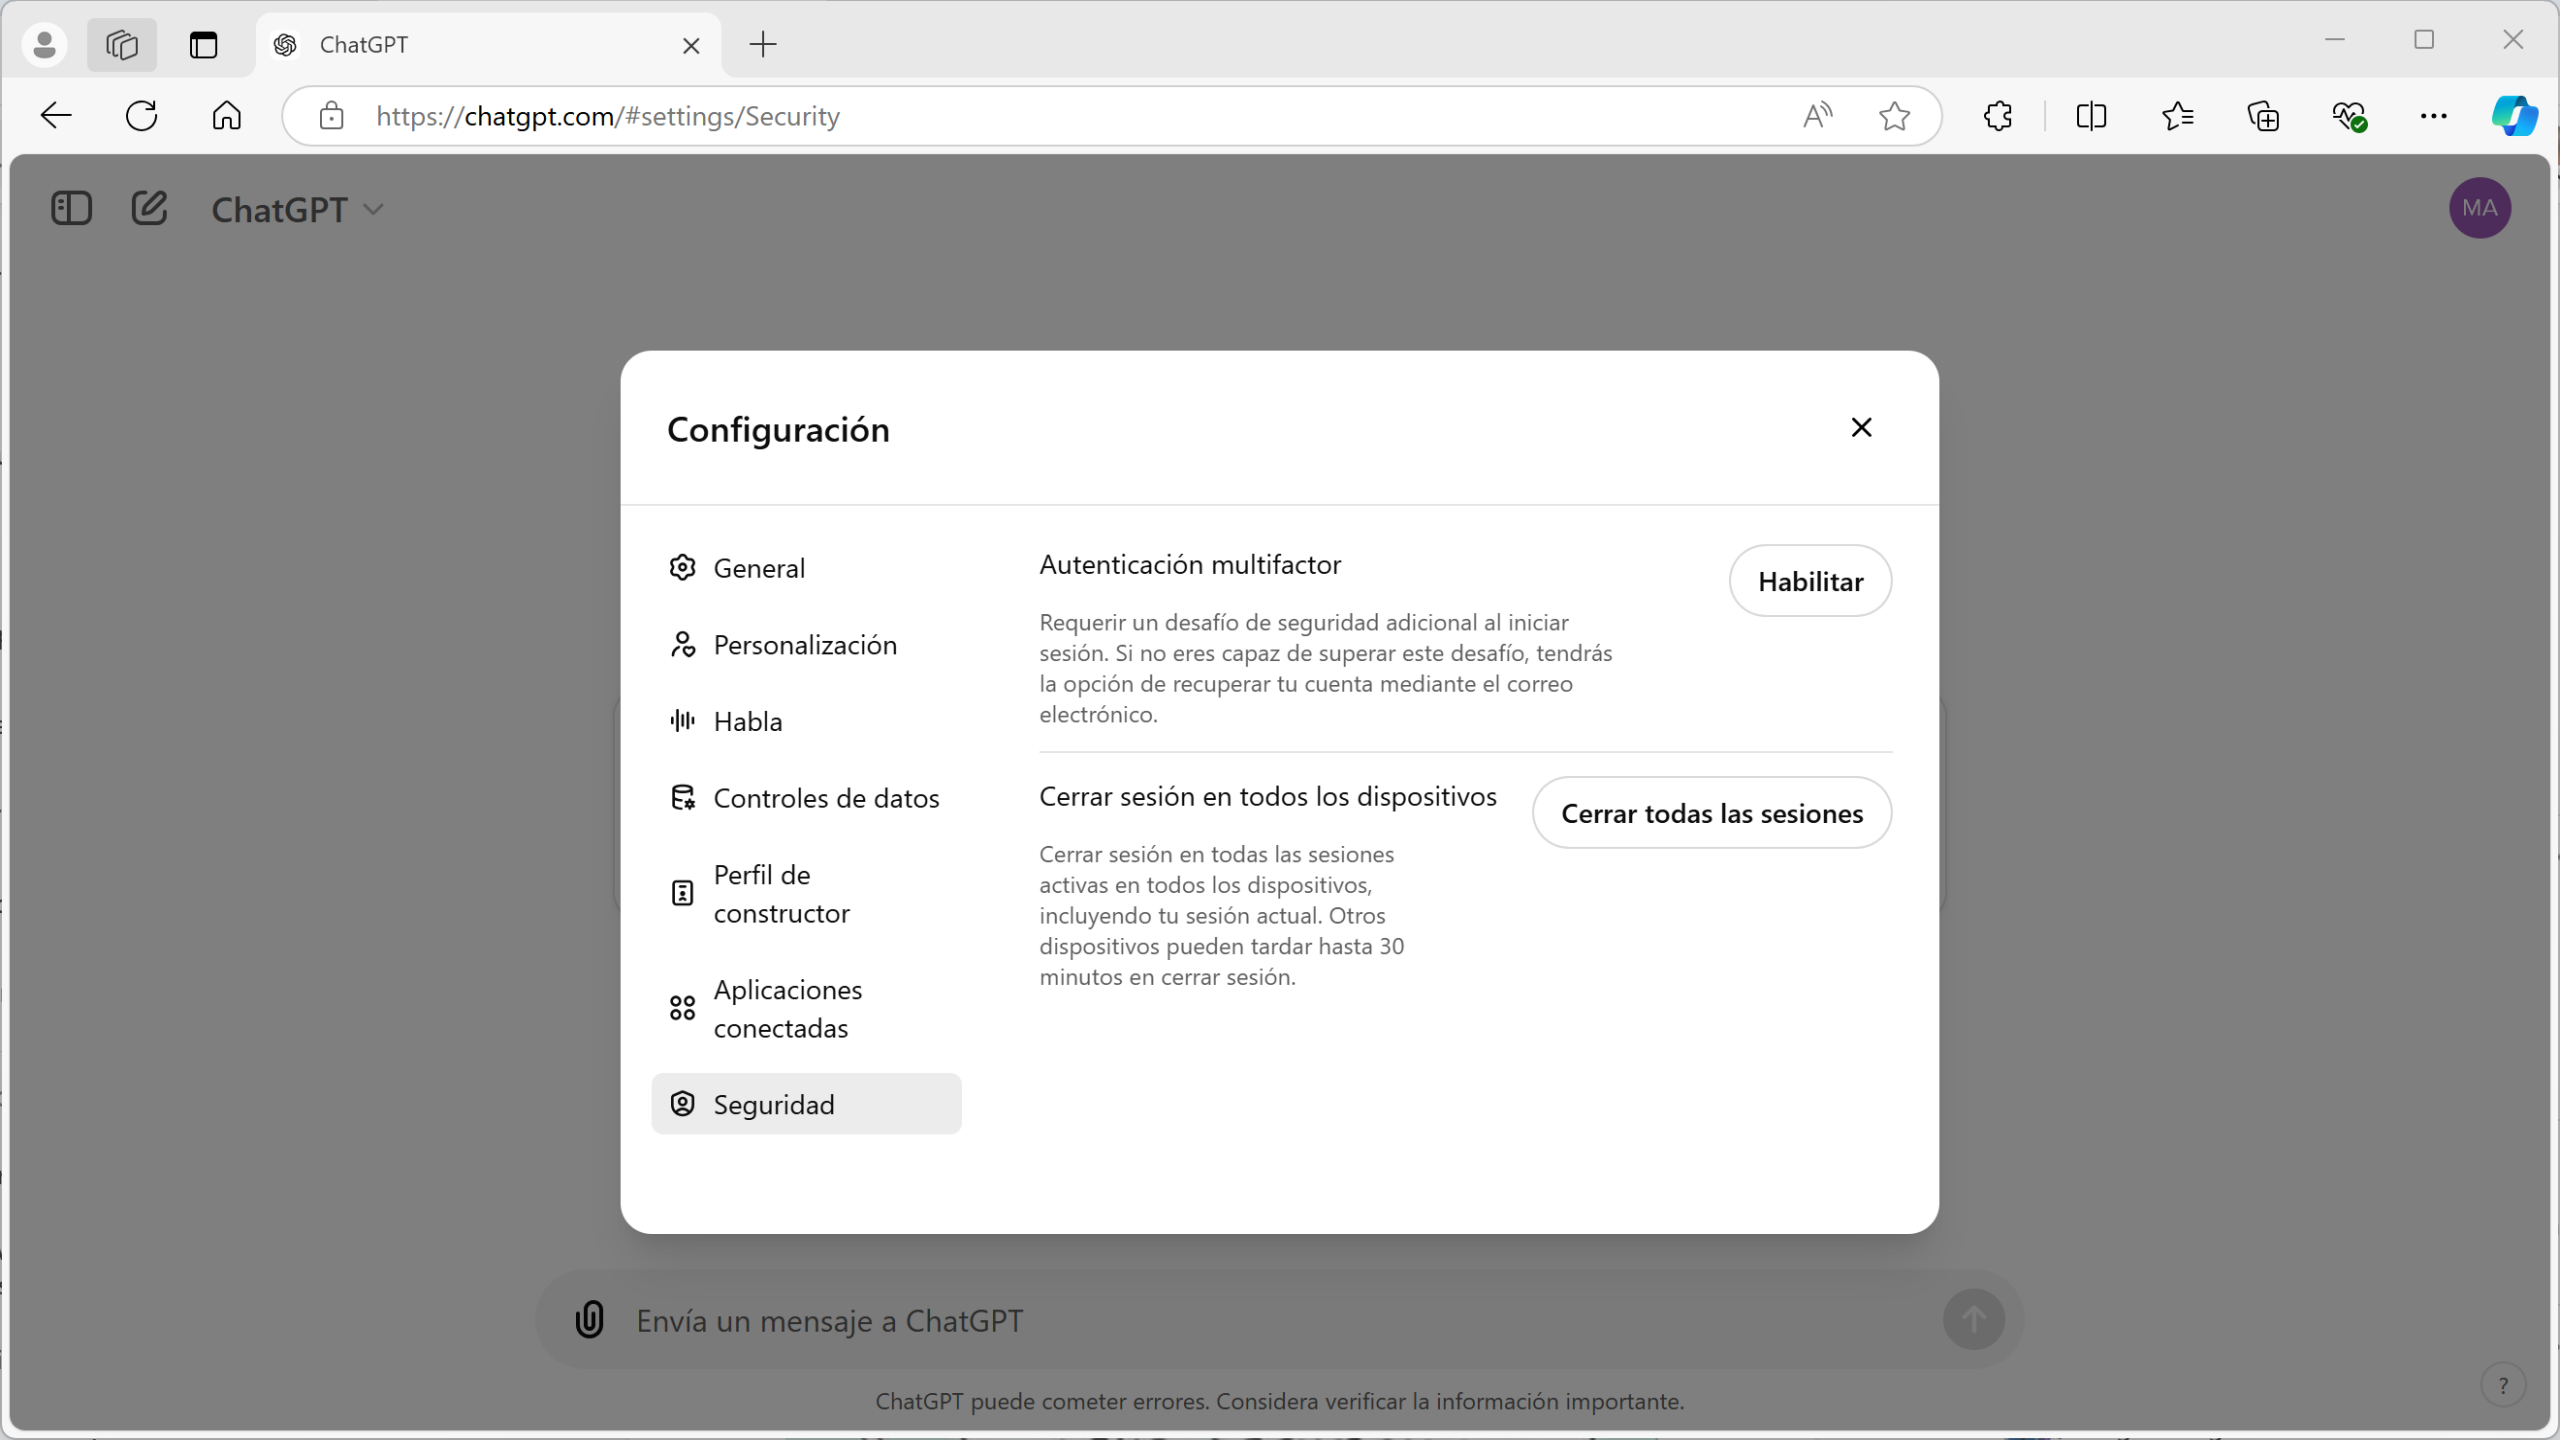 ChatGPT
https://chatgpt.com/#settings/Security
ChatGPT
MA
Configuración
General
Personalización
Habla
Controles de datos
Perfil de
constructor
Aplicaciones
conectadas
Seguridad
Autenticación multifactor
Habilitar
Requerir un desafío de seguridad adicional al iniciar
sesión. Si no eres capaz de superar este desafío, tendrás
la opción de recuperar tu cuenta mediante el correo
electrónico.
Cerrar sesión en todos los dispositivos
Cerrar todas las sesiones
Cerrar sesión en todas las sesiones
activas en todos los dispositivos,
incluyendo tu sesión actual. Otros
dispositivos pueden tardar hasta 30
minutos en cerrar sesión.
Envía un mensaje a ChatGPT
ChatGPT puede cometer errores. Considera verificar la información importante.
?